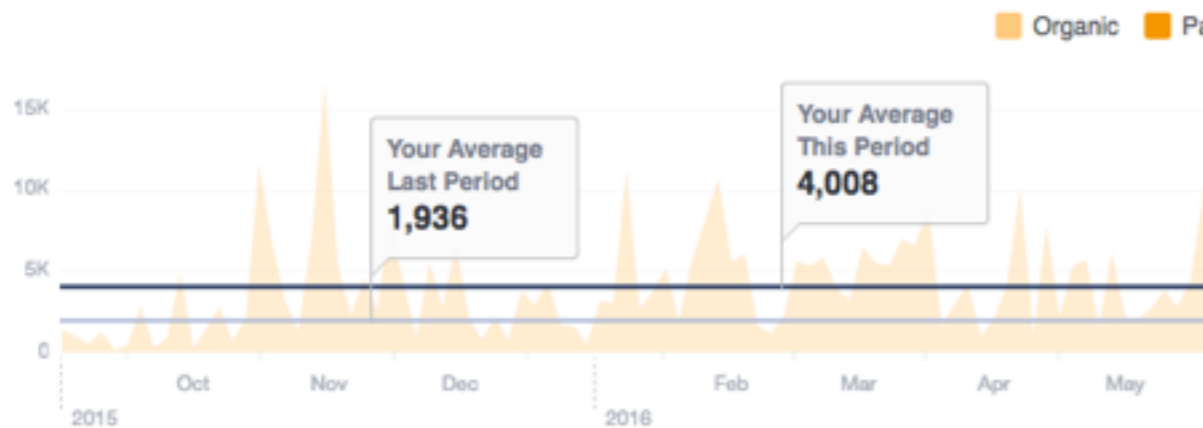 Organic Pa
15K
10K
5K
0
Your Average
Last Period
1,936
Your Average
This Period
4,008
Oct Nov Dec Feb Mar Apr May
2015 2016